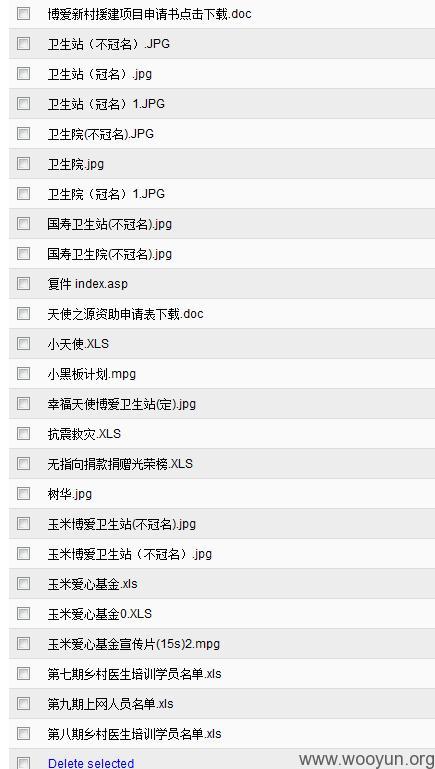 博爱新村援建项目申请书点击下载.doc
卫生站（不冠名）.JPG
卫生站（冠名）.jpg
卫生站（冠名）1.JPG
卫生院(不冠名).JPG
卫生院.jpg
卫生院（冠名）1.JPG
国寿卫生站(不冠名).jpg
国寿卫生院(不冠名).jpg
复件 index.asp
天使之源资助申请表下载.doc
小天使.XLS
小黑板计划.mpg
幸福天使博爱卫生站(定).jpg
抗震救灾.XLS
无指向捐款捐赠光荣榜.XLS
树华.jpg
玉米博爱卫生站(不冠名).jpg
玉米博爱卫生站（不冠名）.jpg
玉米爱心基金.xls
玉米爱心基金0.XLS
玉米爱心基金宣传片(15s)2.mpg
第七期乡村医生培训学员名单.xls
第九期上网人员名单.xls
第八期乡村医生培训学员名单.xls
Delete selected
www.wooyun.org